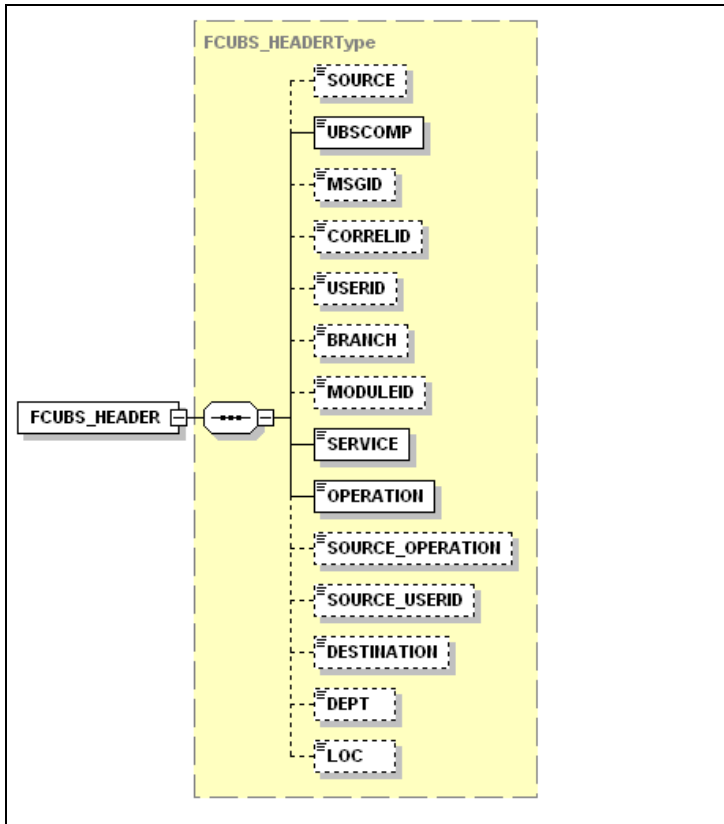 FCUBS_HEADERType
SOURCE
UBSCOMP
MSGID
CORRELID
USERID
BRANCH
MODULEID
FCUBS_HEADER
SERVICE
OPERATION
SOURCE_OPERATION
SOURCE_USERID
DESTINATION
DEPT
LOC